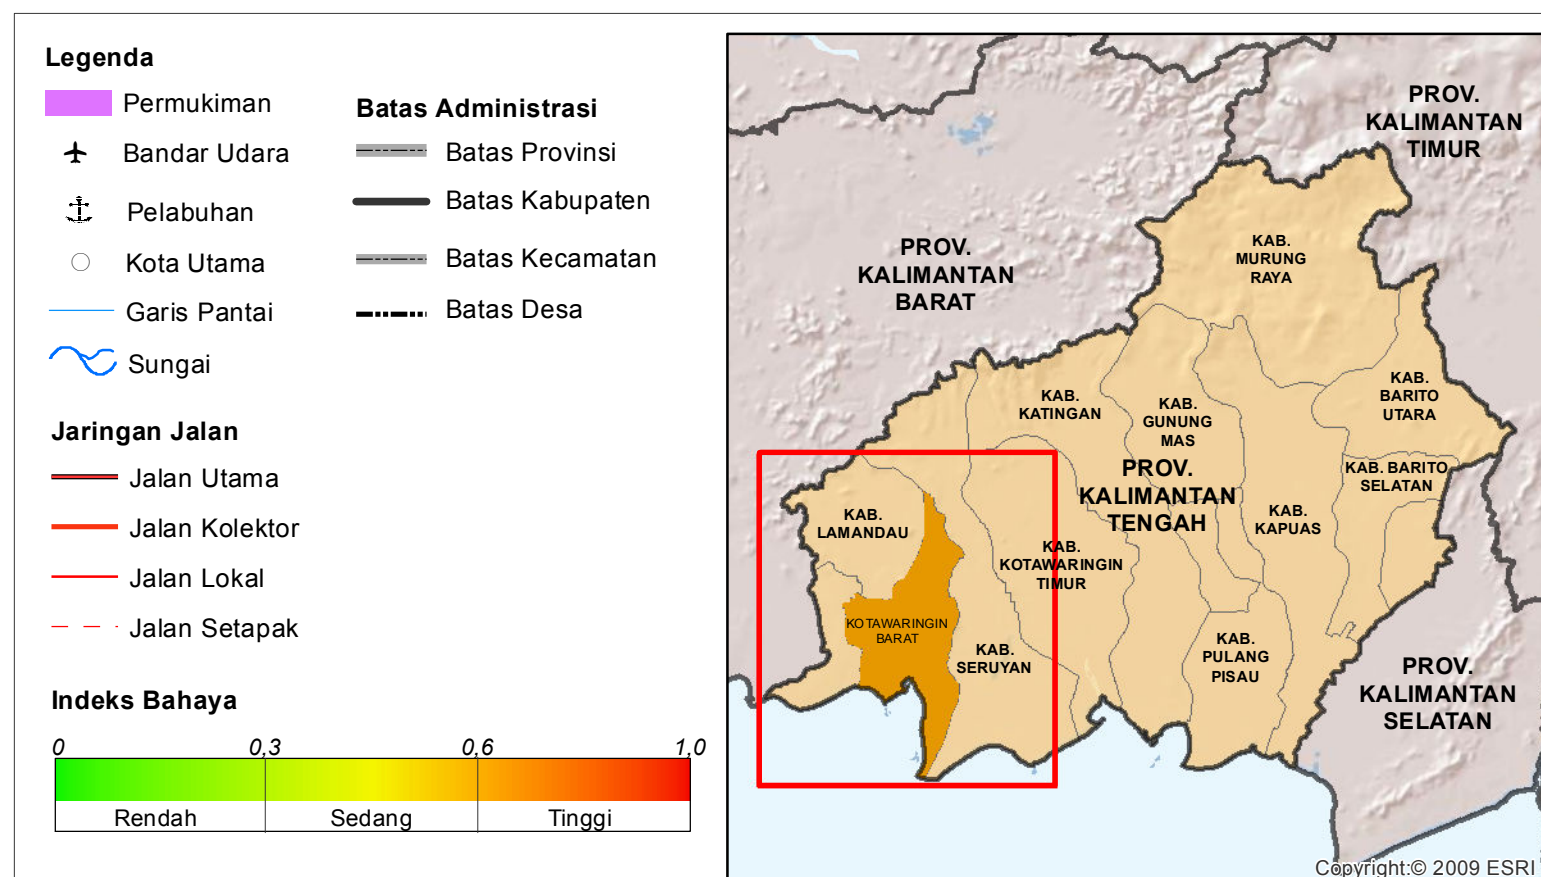 Legenda
Permukiman
Bandar Udara
Pelabuhan
Kota Utama
Garis Pantai
Sungai
Batas Administrasi
Batas Provinsi
Batas Kabupaten
Batas Kecamatan
Batas Desa
Jaringan Jalan
Jalan Utama
Jalan Kolektor
Jalan Lokal
Jalan Setapak
Indeks Bahaya
0 0,3 0,6 1,0
Rendah Sedang Tinggi
PROV.
KALIMANTAN
TIMUR
PROV.
KALIMANTAN
BARAT
KAB.
MURUNG
RAYA
KAB.
BARITO
UTARA
KAB.
KATINGAN
KAB.
GUNUNG
MAS
PROV.
KALIMANTAN
TENGAH
KAB. BARITO
SELATAN
KAB.
KAPUAS
KAB.
LAMANDAU
KAB.
KOTAWARINGIN
TIMUR
KOTAWARINGIN
BARAT
KAB.
SERUYAN
KAB.
PULANG
PISAU
PROV.
KALIMANTAN
SELATAN
Copyright:© 2009 ESRI